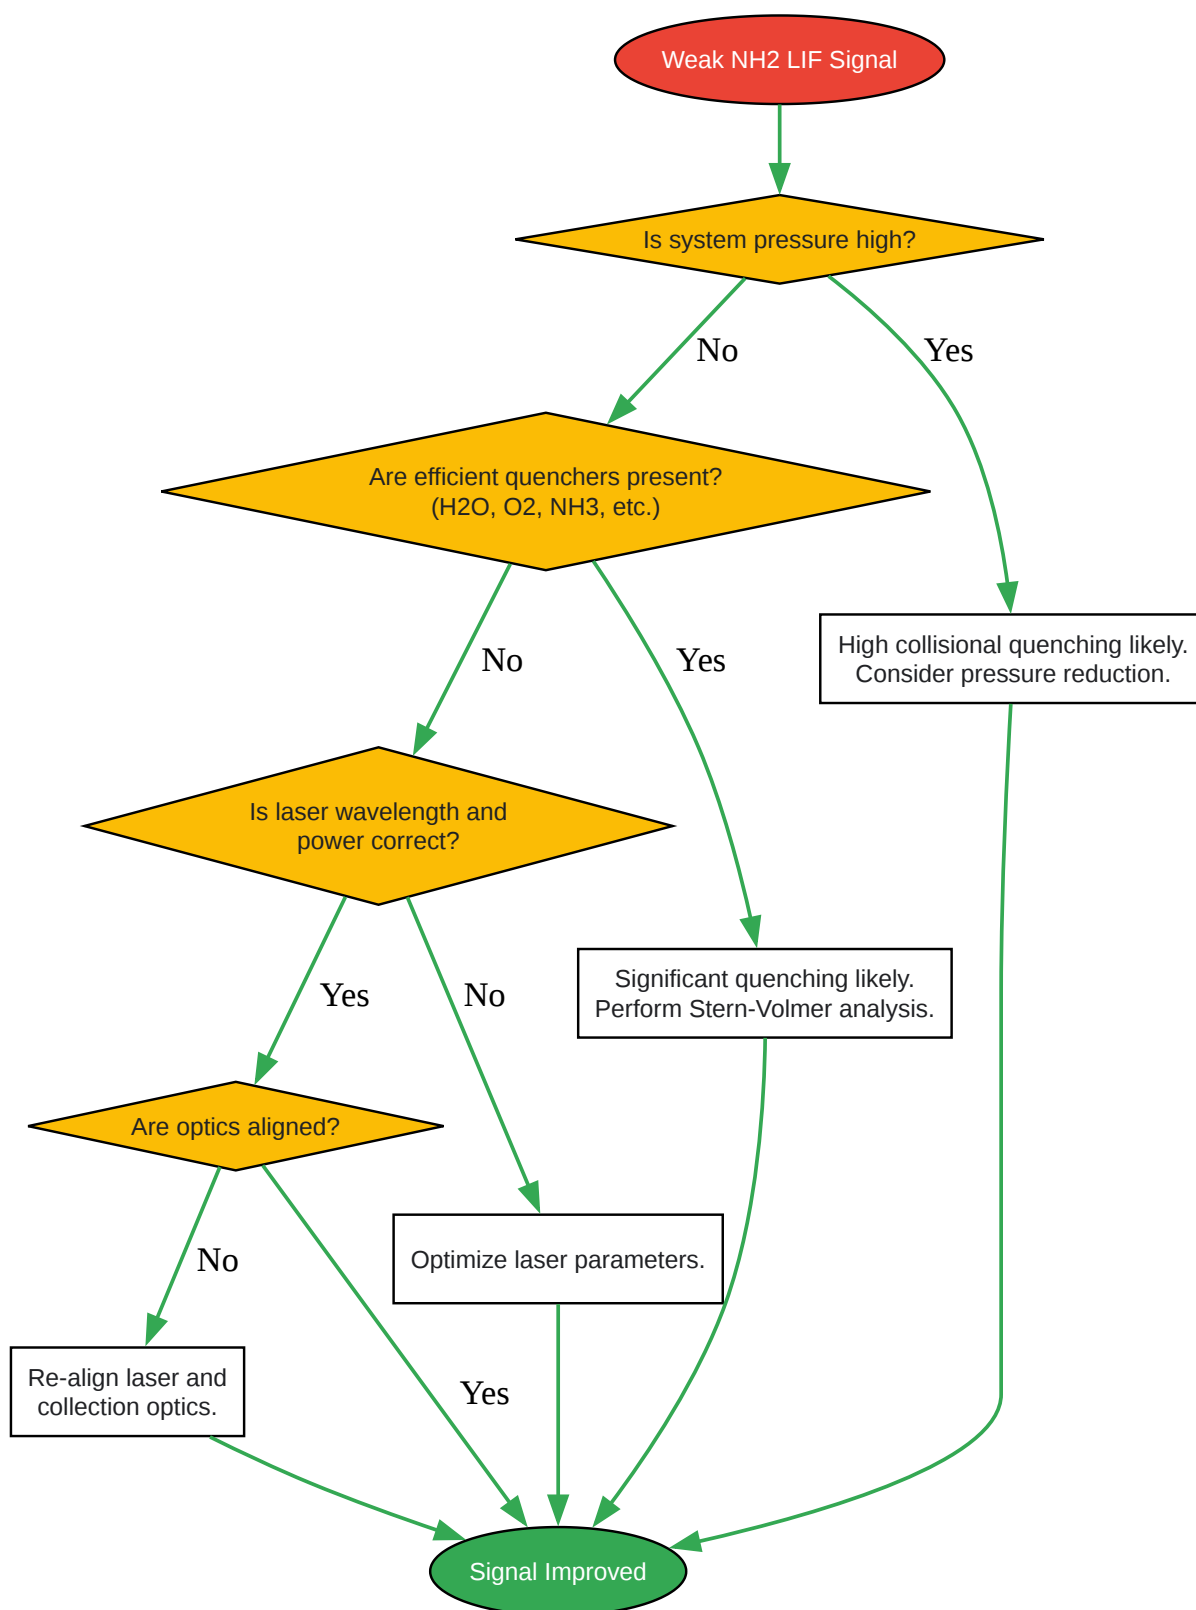 Weak NH2 LIF Signal
Is system pressure high?
No
Yes
Are efficient quenchers present?
(H2O, O2, NH3, etc.)
No
Yes
High collisional quenching likely.
Consider pressure reduction.
Is laser wavelength and
power correct?
Yes
No
Significant quenching likely.
Perform Stern-Volmer analysis.
Are optics aligned?
No
Optimize laser parameters.
Re-align laser and
collection optics.
Yes
Signal Improved